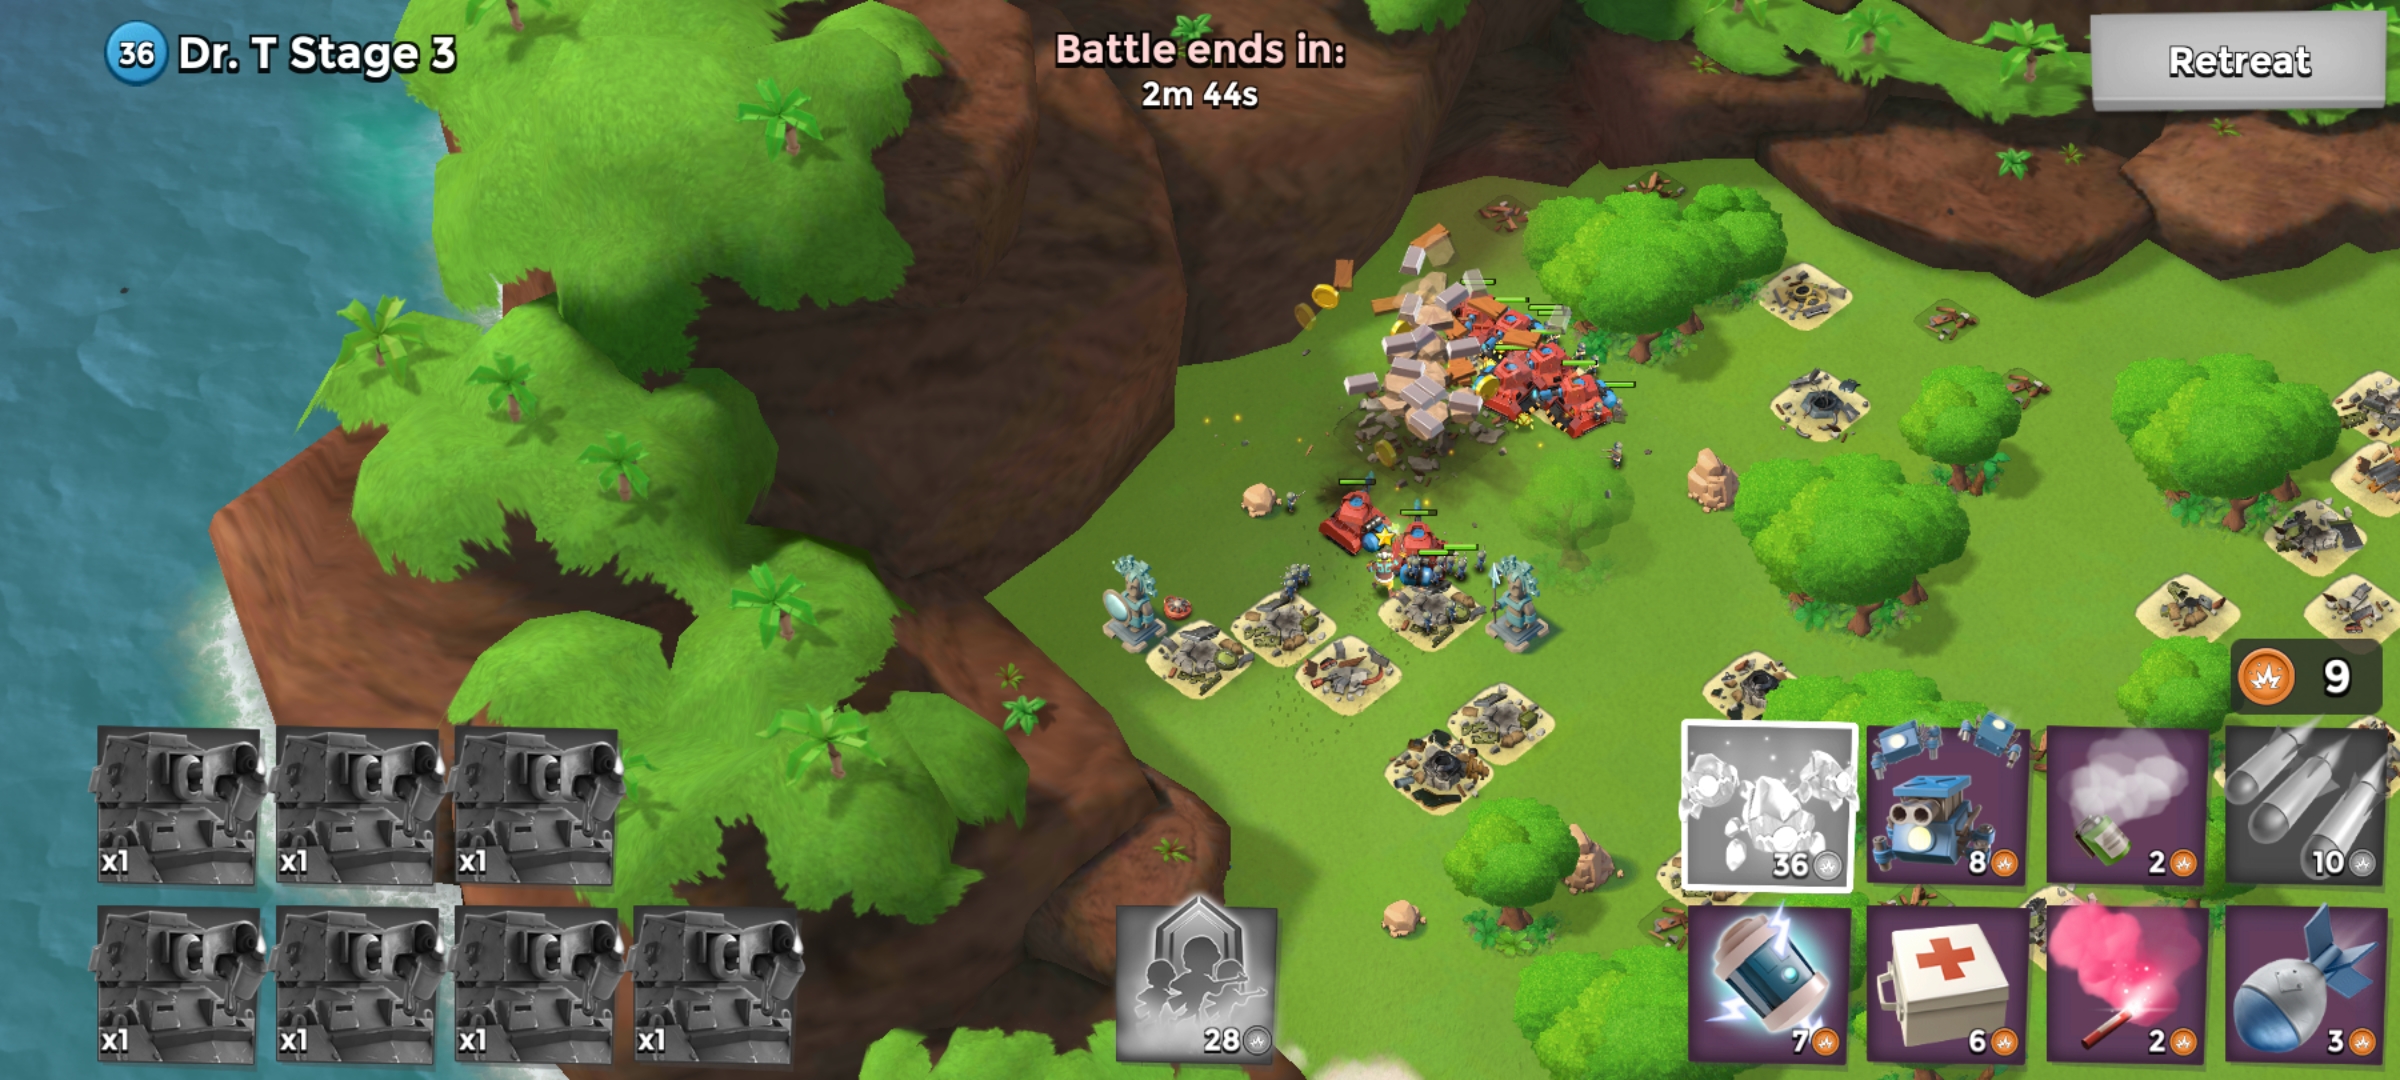 36 Dr. T Stage 3
Battle ends in:
2m 44s
Retreat
9
x1 x1 x1
36 8 2 10
x1 x1 x1 x1
28
7 6 2 3